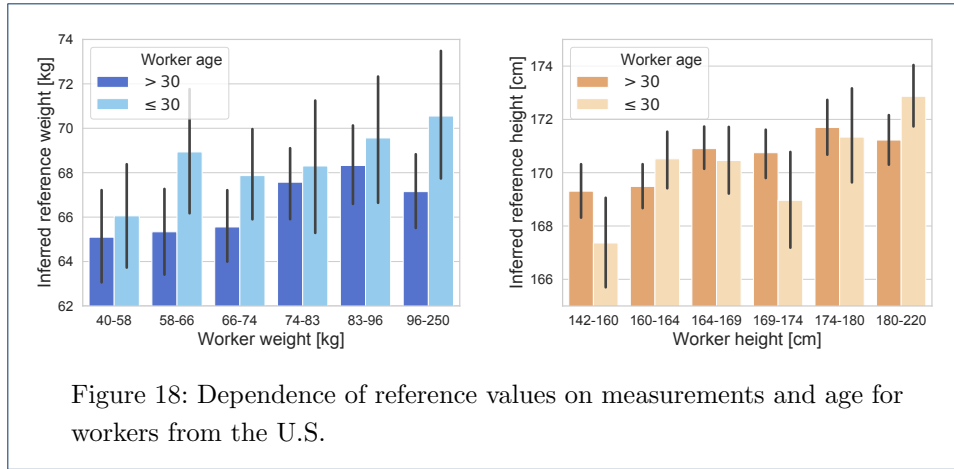 74
72
70
68
66
64
62
Inferred reference weight [kg]
Worker age
> 30
≤ 30
40-58 58-66 66-74 74-83 83-96 96-250
Worker weight [kg]
174
172
170
168
166
Inferred reference height [cm]
Worker age
> 30
≤ 30
142-160 160-164 164-169 169-174 174-180 180-220
Worker height [cm]
Figure 18: Dependence of reference values on measurements and age for
workers from the U.S.